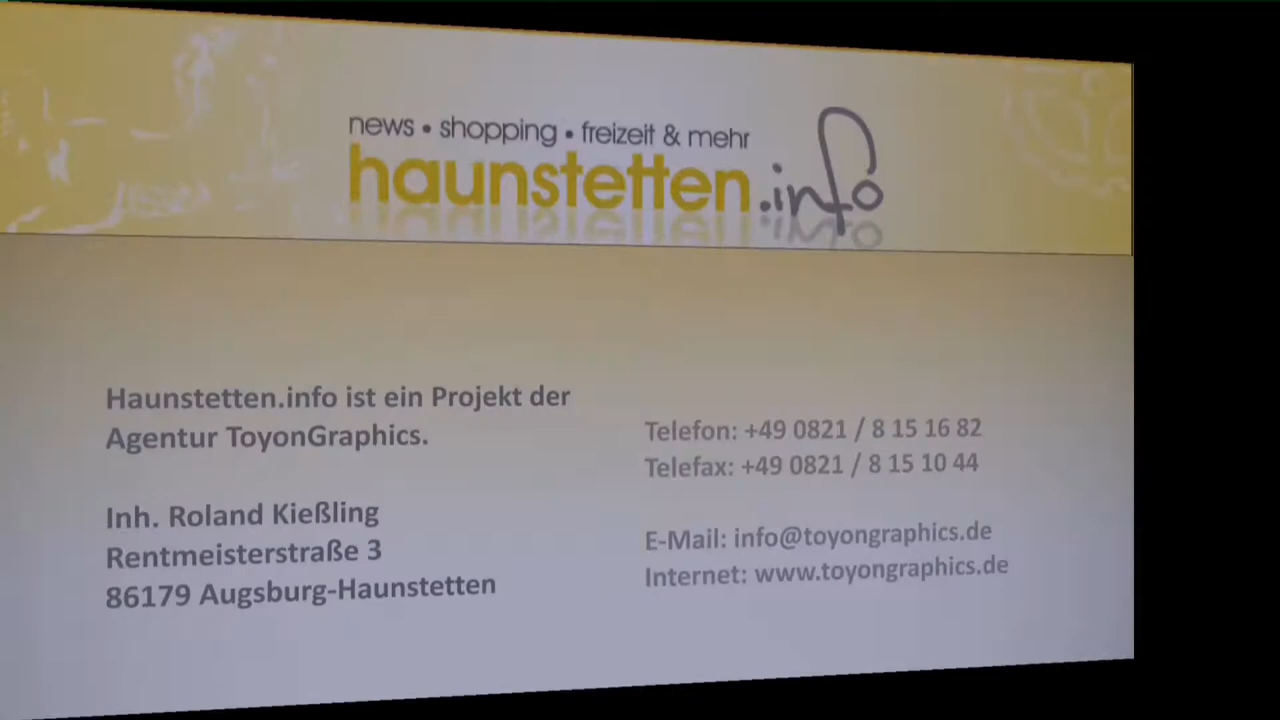 news • shopping • freizeit & mehr
haunstetten.info
Haunstetten.info ist ein Projekt der
Agentur ToyonGraphics.
Inh. Roland Kießling
Rentmeisterstraße 3
86179 Augsburg-Haunstetten
Telefon: +49 0821 / 8 15 16 82
Telefax: +49 0821 / 8 15 10 44
E-Mail: info@toyongraphics.de
Internet: www.toyongraphics.de